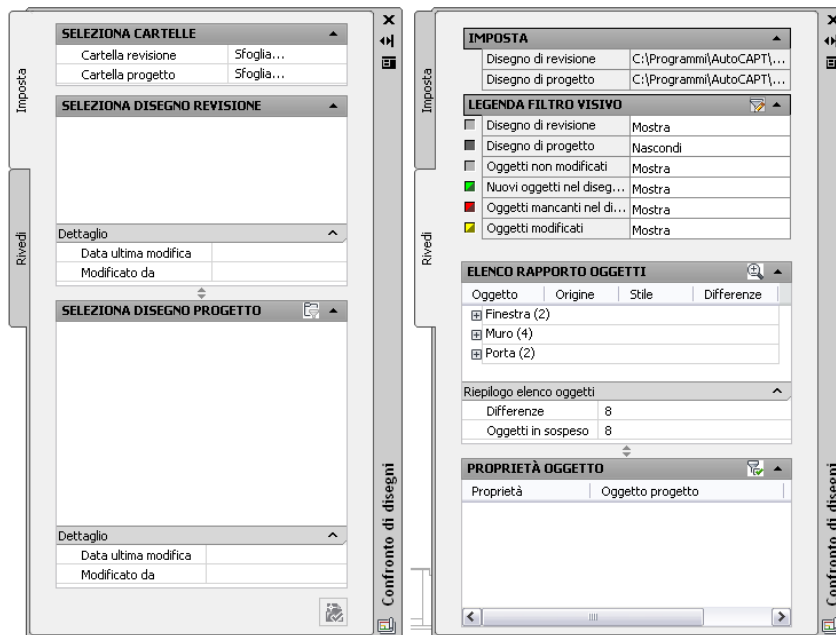 SELEZIONA CARTELLE
Cartella revisione Sfoglia...
Cartella progetto Sfoglia...
SELEZIONA DISEGNO REVISIONE
Dettaglio
Data ultima modifica
Modificato da
SELEZIONA DISEGNO PROGETTO
Dettaglio
Data ultima modifica
Modificato da
Imposta
Rivedi
Confronto di disegni
IMPOSTA
Disegno di revisione C:\Programmi\AutoCAPT\...
Disegno di progetto C:\Programmi\AutoCAPT\...
LEGENDA FILTRO VISIVO
Disegno di revisione Mostra
Disegno di progetto Nascondi
Oggetti non modificati Mostra
Nuovi oggetti nel diseg... Mostra
Oggetti mancanti nel di... Mostra
Oggetti modificati Mostra
ELENCO RAPPORTO OGGETTI
Oggetto Origine Stile Differenze
Finestra (2)
Muro (4)
Porta (2)
Riepilogo elenco oggetti
Differenze 8
Oggetti in sospeso 8
PROPRIETÀ OGGETTO
Proprietà Oggetto progetto
Imposta
Rivedi
Confronto di disegni